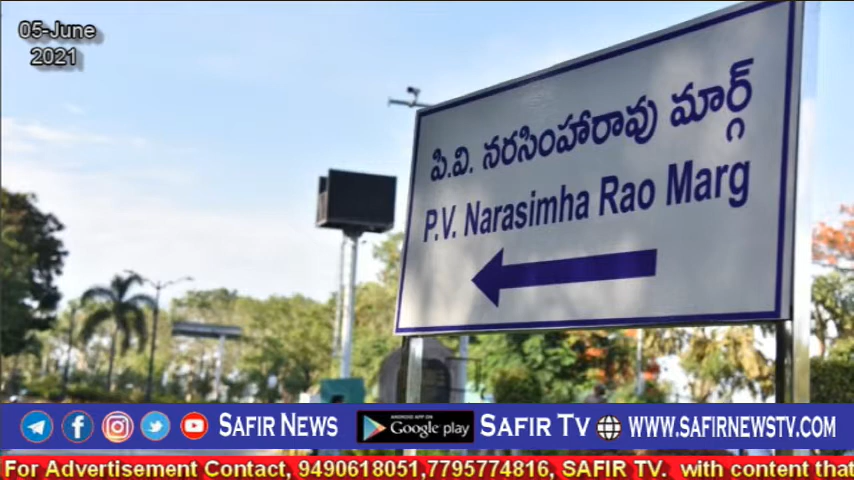 05-June
2021
పి.వి. నరసింహారావు మార్గ్
P.V. Narasimha Rao Marg
SAFIR NEWS
ANDROID APP ON
Google play
SAFIR TV
WWW.SAFIRNEWSTV.COM
For Advertisement Contact, 9490618051,7795774816, SAFIR TV. with content that